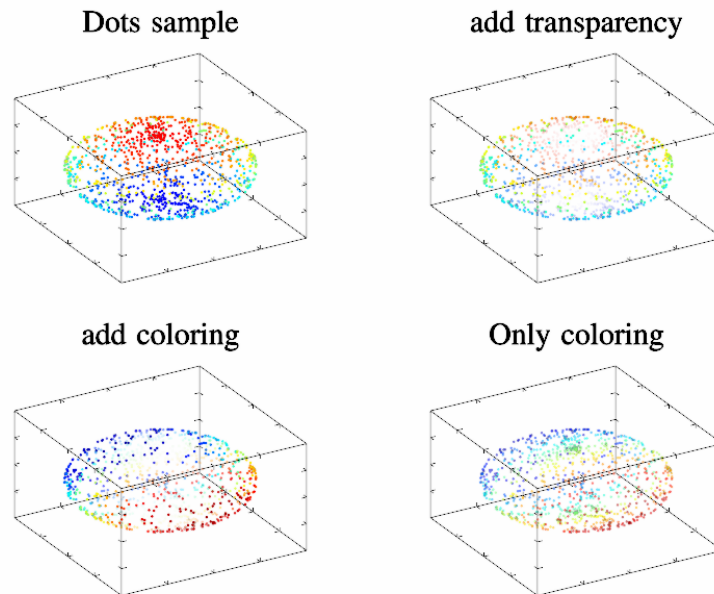 Dots sample
add transparency
add coloring
Only coloring